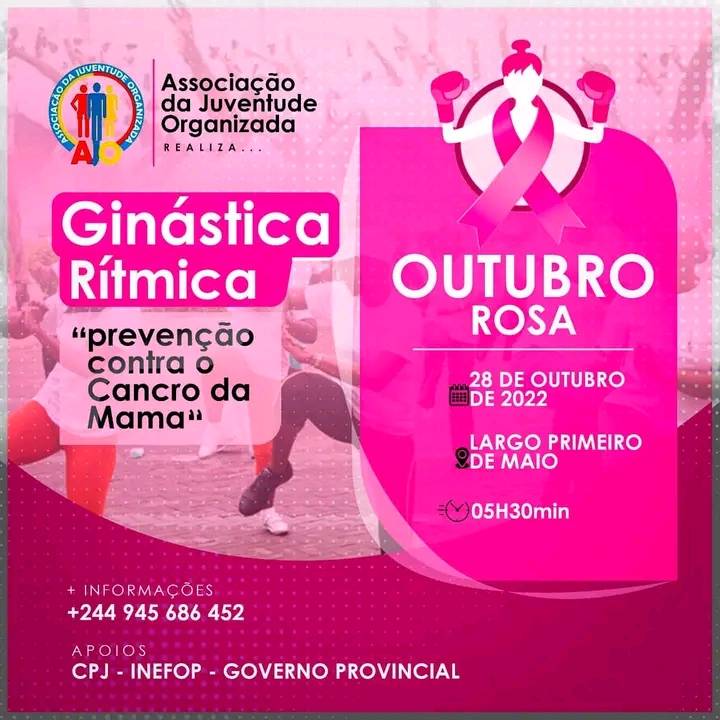 ASSOCIAÇÃO DA JUVENTUDE ORGANIZADA
AJO
Associação
da Juventude
Organizada
REALIZA...
Ginástica
Rítmica
“prevenção
contra o
Cancro da
Mama“
OUTUBRO
ROSA
28 DE OUTUBRO
DE 2022
LARGO PRIMEIRO
DE MAIO
05H30min
+ INFORMAÇÕES
+244 945 686 452
APOIOS
CPJ - INEFOP - GOVERNO PROVINCIAL